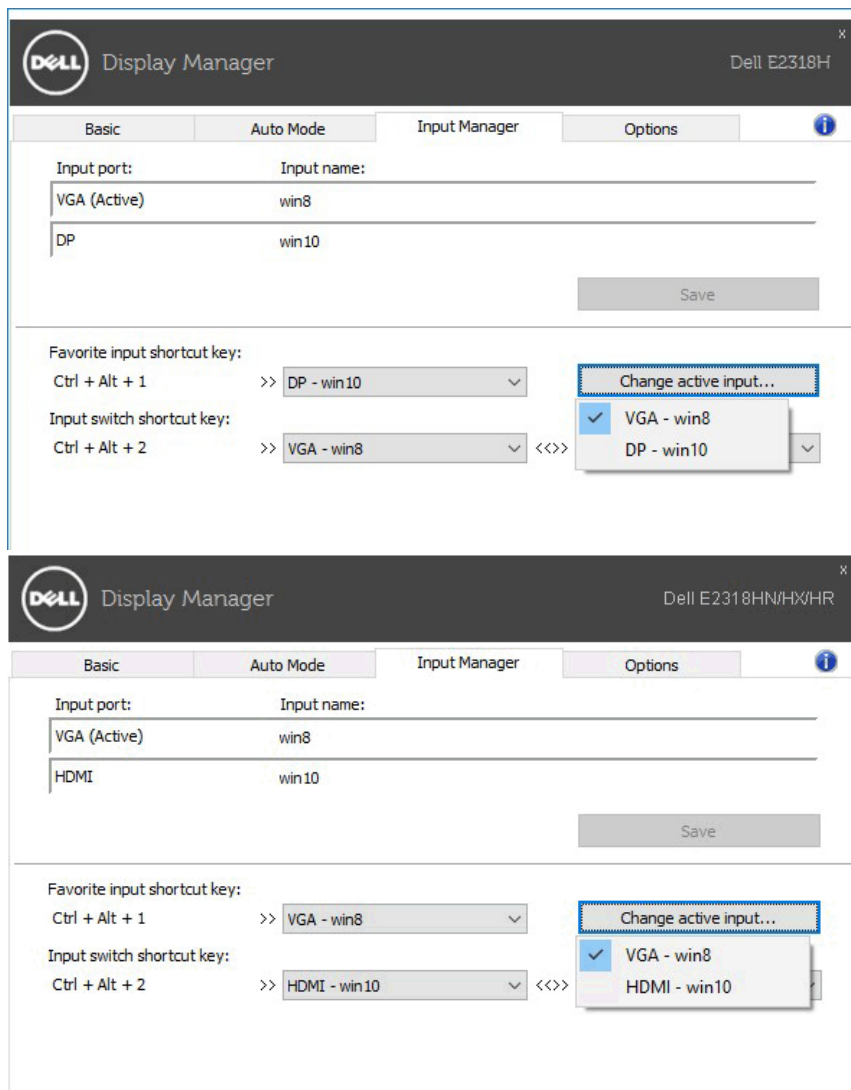 DELL Display Manager x Dell E2318H
Basic Auto Mode Input Manager Options i
Input port: Input name:
VGA (Active) win8
DP win10
Save
Favorite input shortcut key:
Ctrl + Alt + 1 >> DP - win10 Change active input...
Input switch shortcut key: VGA - win8
Ctrl + Alt + 2 >> VGA - win8 <<>> DP - win10
DELL Display Manager x Dell E2318HN/HX/HR
Basic Auto Mode Input Manager Options i
Input port: Input name:
VGA (Active) win8
HDMI win10
Save
Favorite input shortcut key:
Ctrl + Alt + 1 >> VGA - win8 Change active input...
Input switch shortcut key: VGA - win8
Ctrl + Alt + 2 >> HDMI - win10 <<>> HDMI - win10